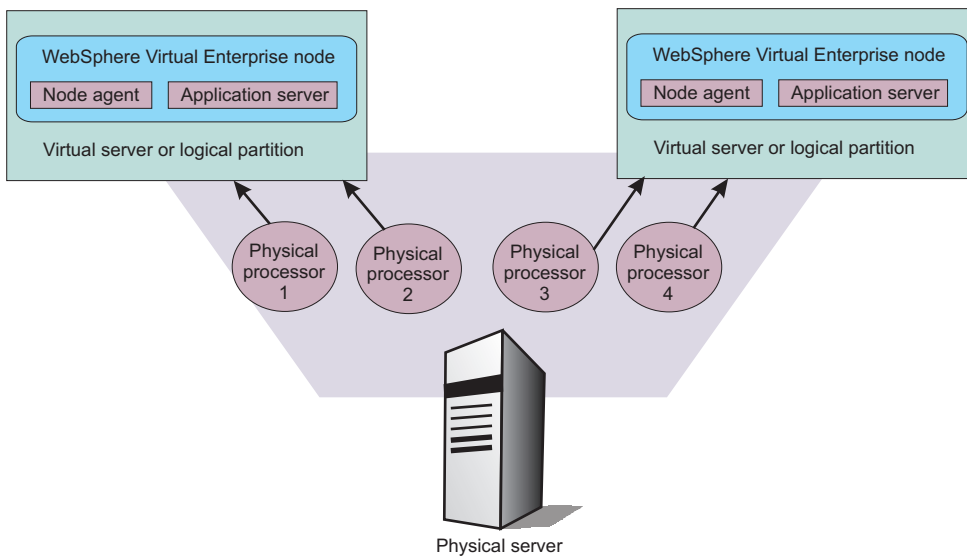 WebSphere Virtual Enterprise node
Node agent
Application server
Virtual server or logical partition
WebSphere Virtual Enterprise node
Node agent
Application server
Virtual server or logical partition
Physical
processor
1
Physical
processor
2
Physical
processor
3
Physical
processor
4
Physical server